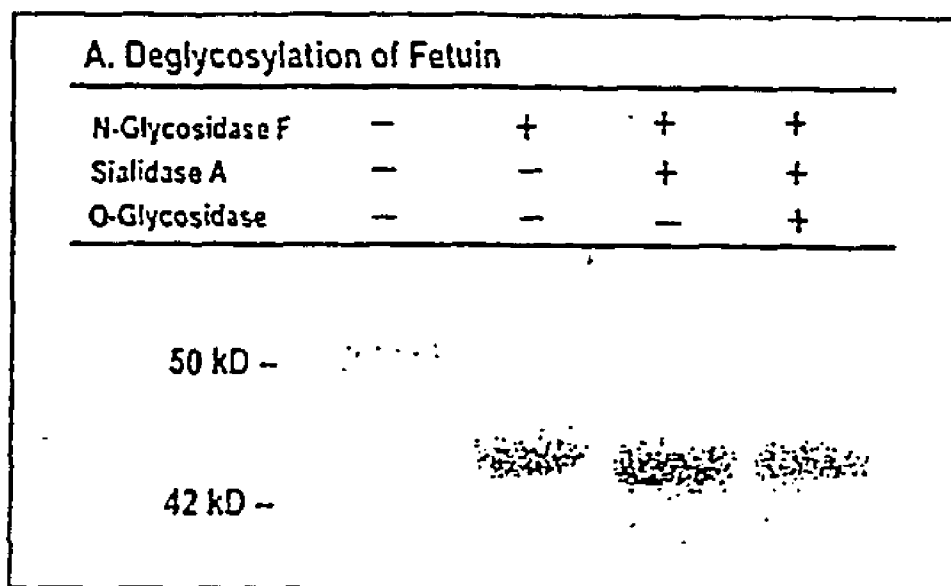 A. Deglycosylation of Fetuin
N-Glycosidase F − + + +
Sialidase A − − + +
O-Glycosidase − − − +
50 kD –
42 kD –